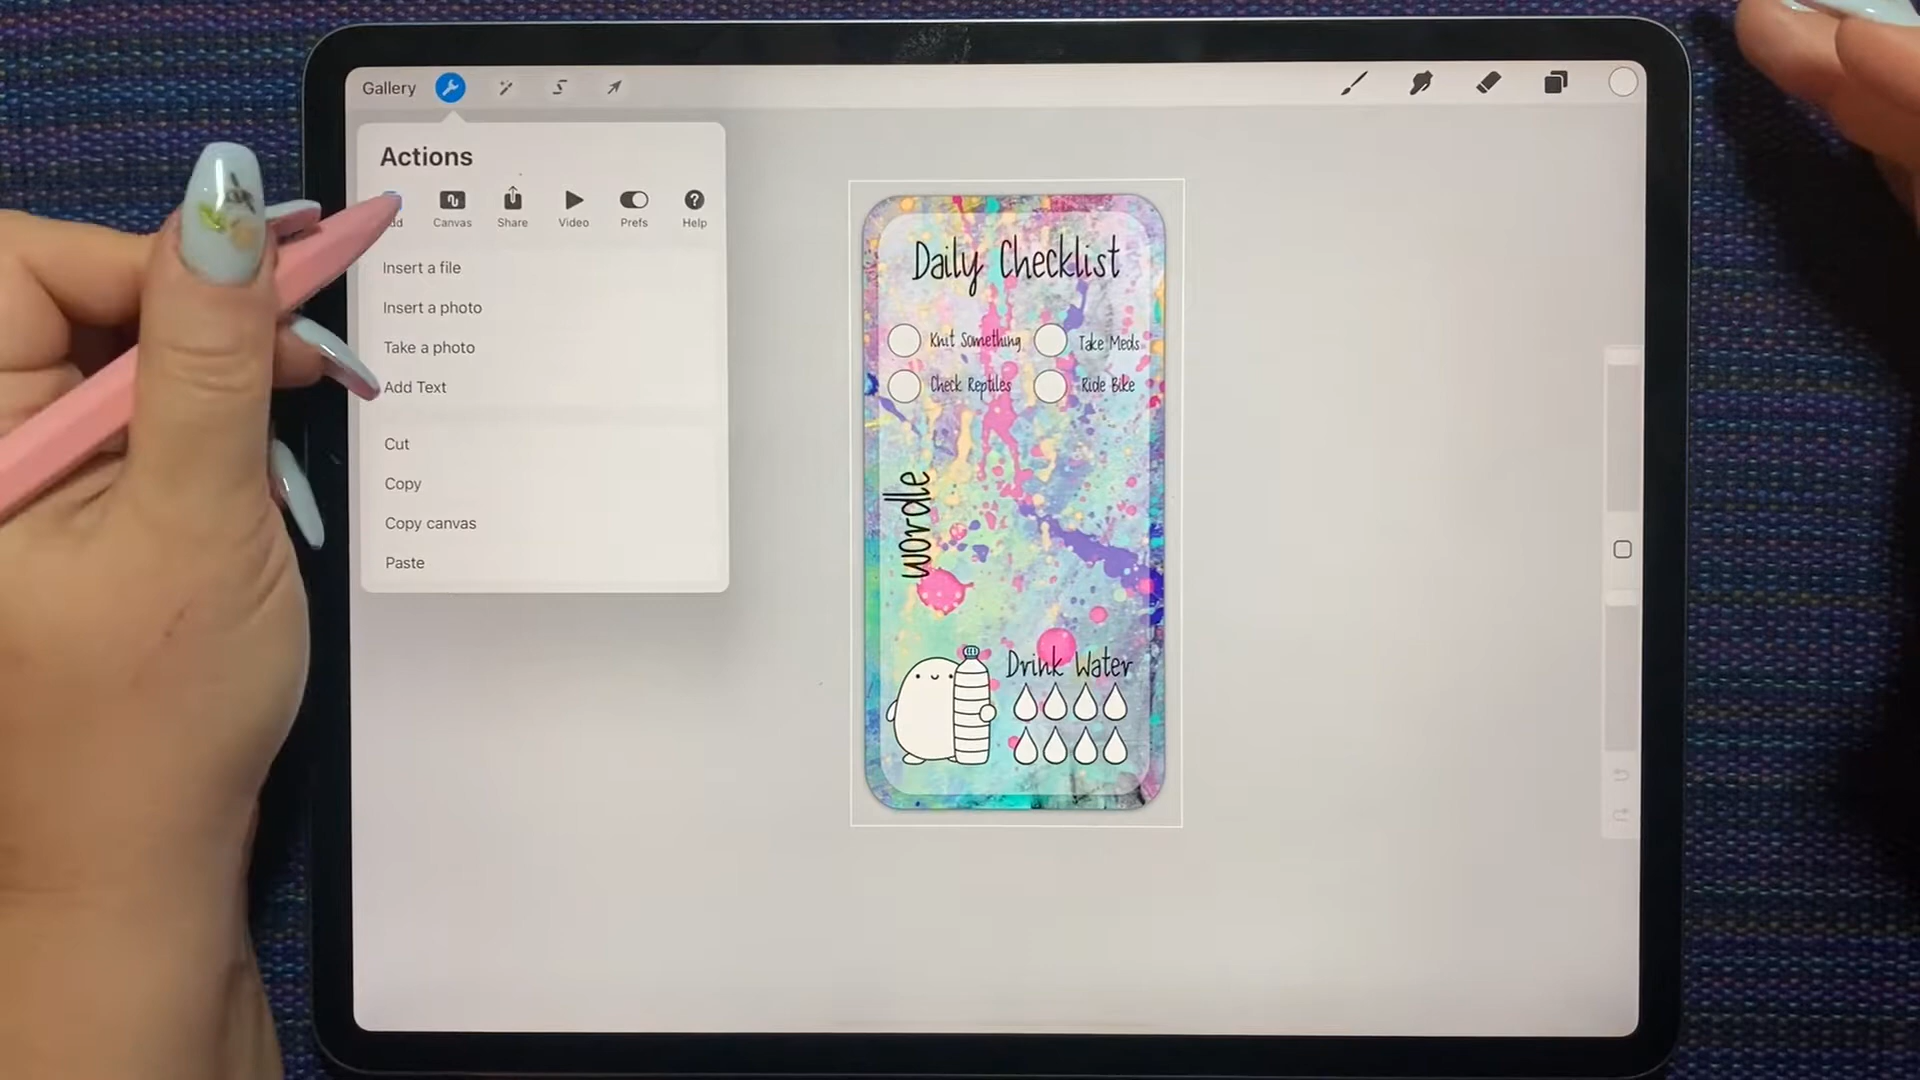 Gallery
Actions
Canvas
Share
Video
Prefs
Help
Insert a file
Insert a photo
Take a photo
Add Text
Cut
Copy
Copy canvas
Paste
Daily Checklist
Knit Something
Take Meds
Check Reptiles
Ride Bike
wordle
Drink Water